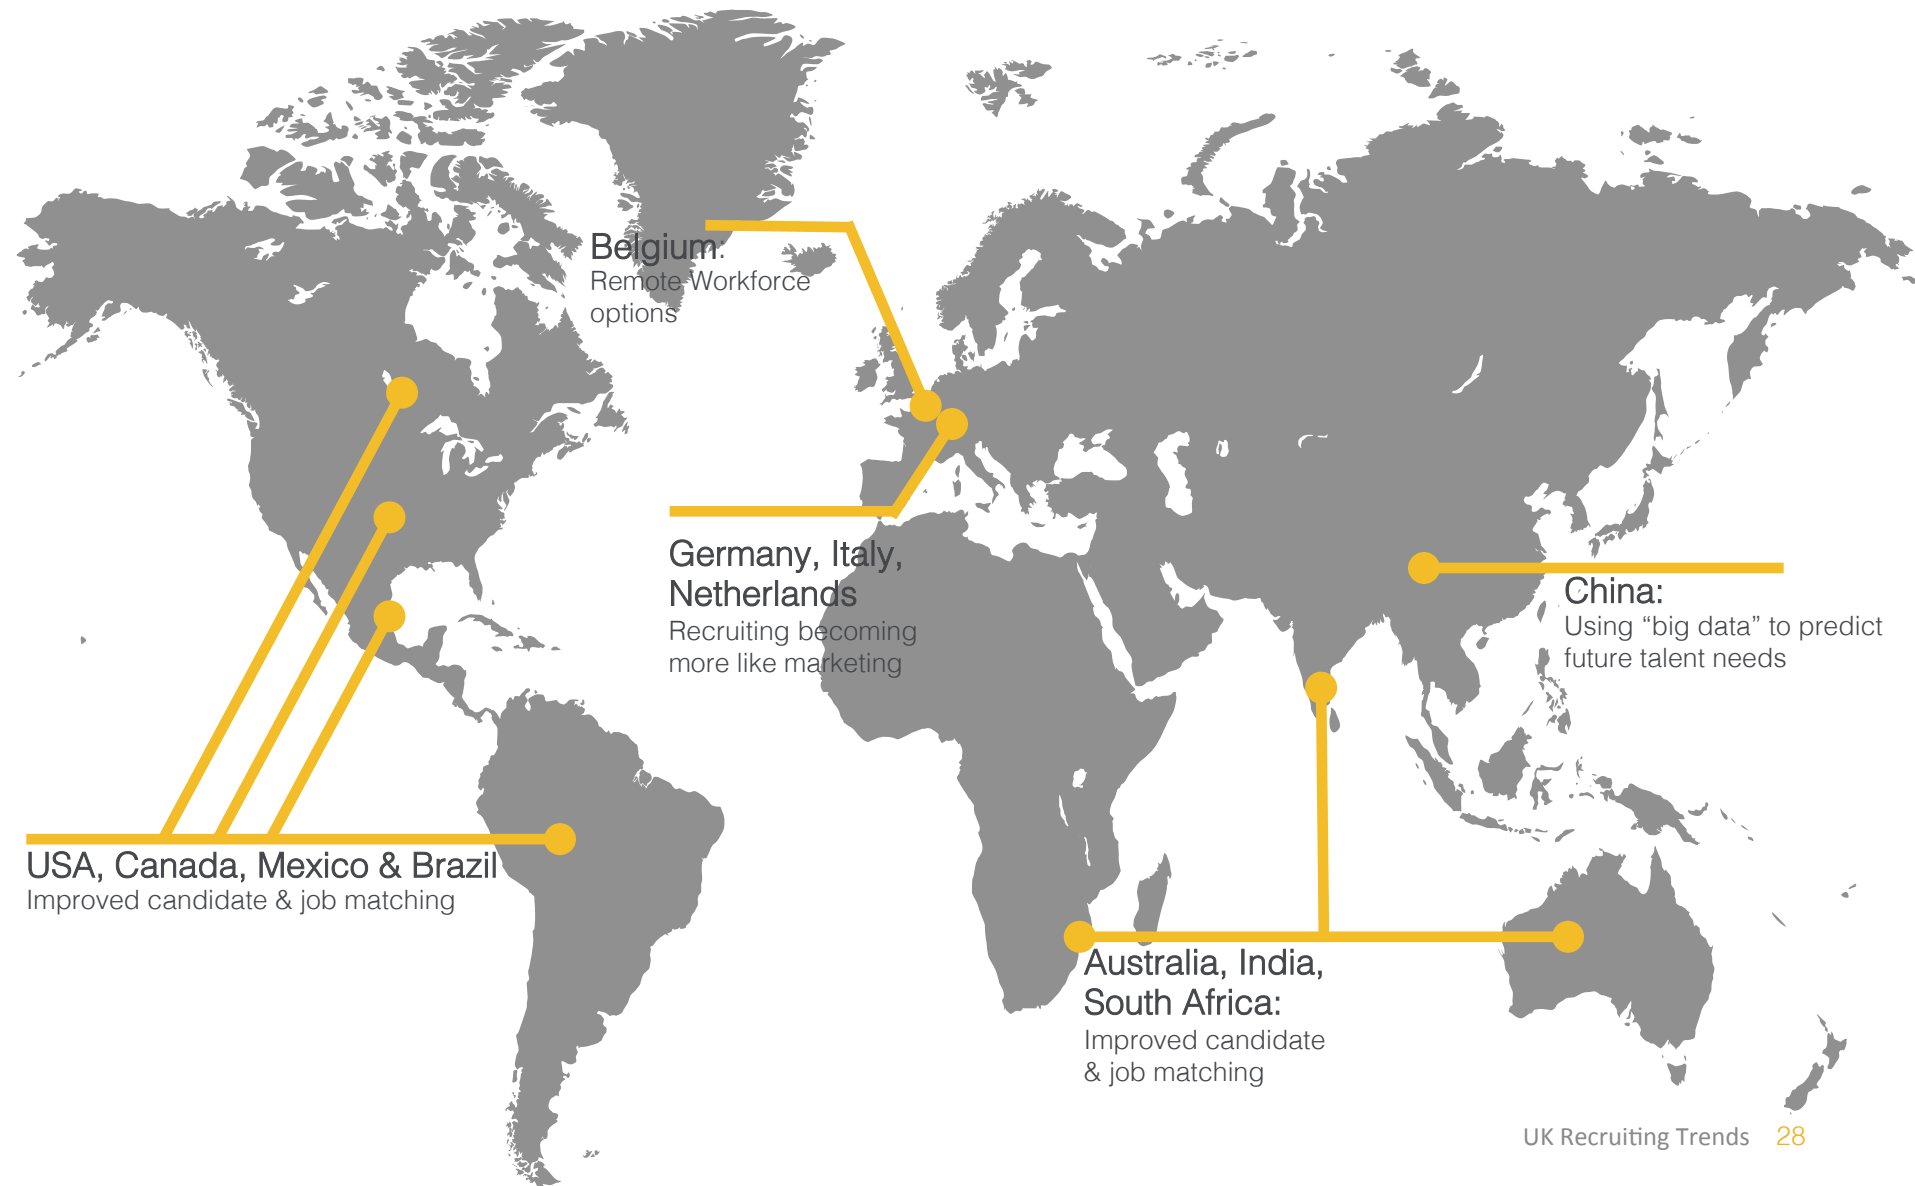 Belgium:
Remote Workforce
options
Germany, Italy,
Netherlands
Recruiting becoming
more like marketing
China:
Using “big data” to predict
future talent needs
USA, Canada, Mexico & Brazil
Improved candidate & job matching
Australia, India,
South Africa:
Improved candidate
& job matching
UK Recruiting Trends 28